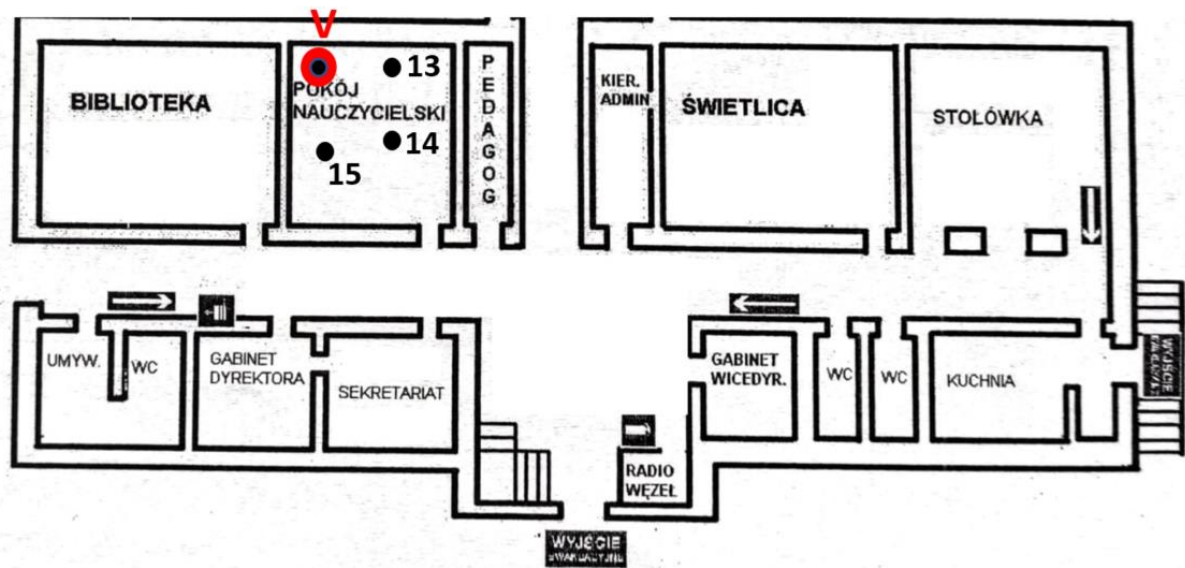 V
13
BIBLIOTEKA
POKÓJ
NAUCZYCIELSKI
14
15
PEDAGOG
KIER.
ADMIN
ŚWIETLICA
STOŁÓWKA
UMYW.
WC
GABINET
DYREKTORA
SEKRETARIAT
GABINET
WICEDYR.
WC
WC
KUCHNIA
WYJŚCIE
RADIO
WĘZEŁ
WYJŚCIE
EWAKUACYJNE